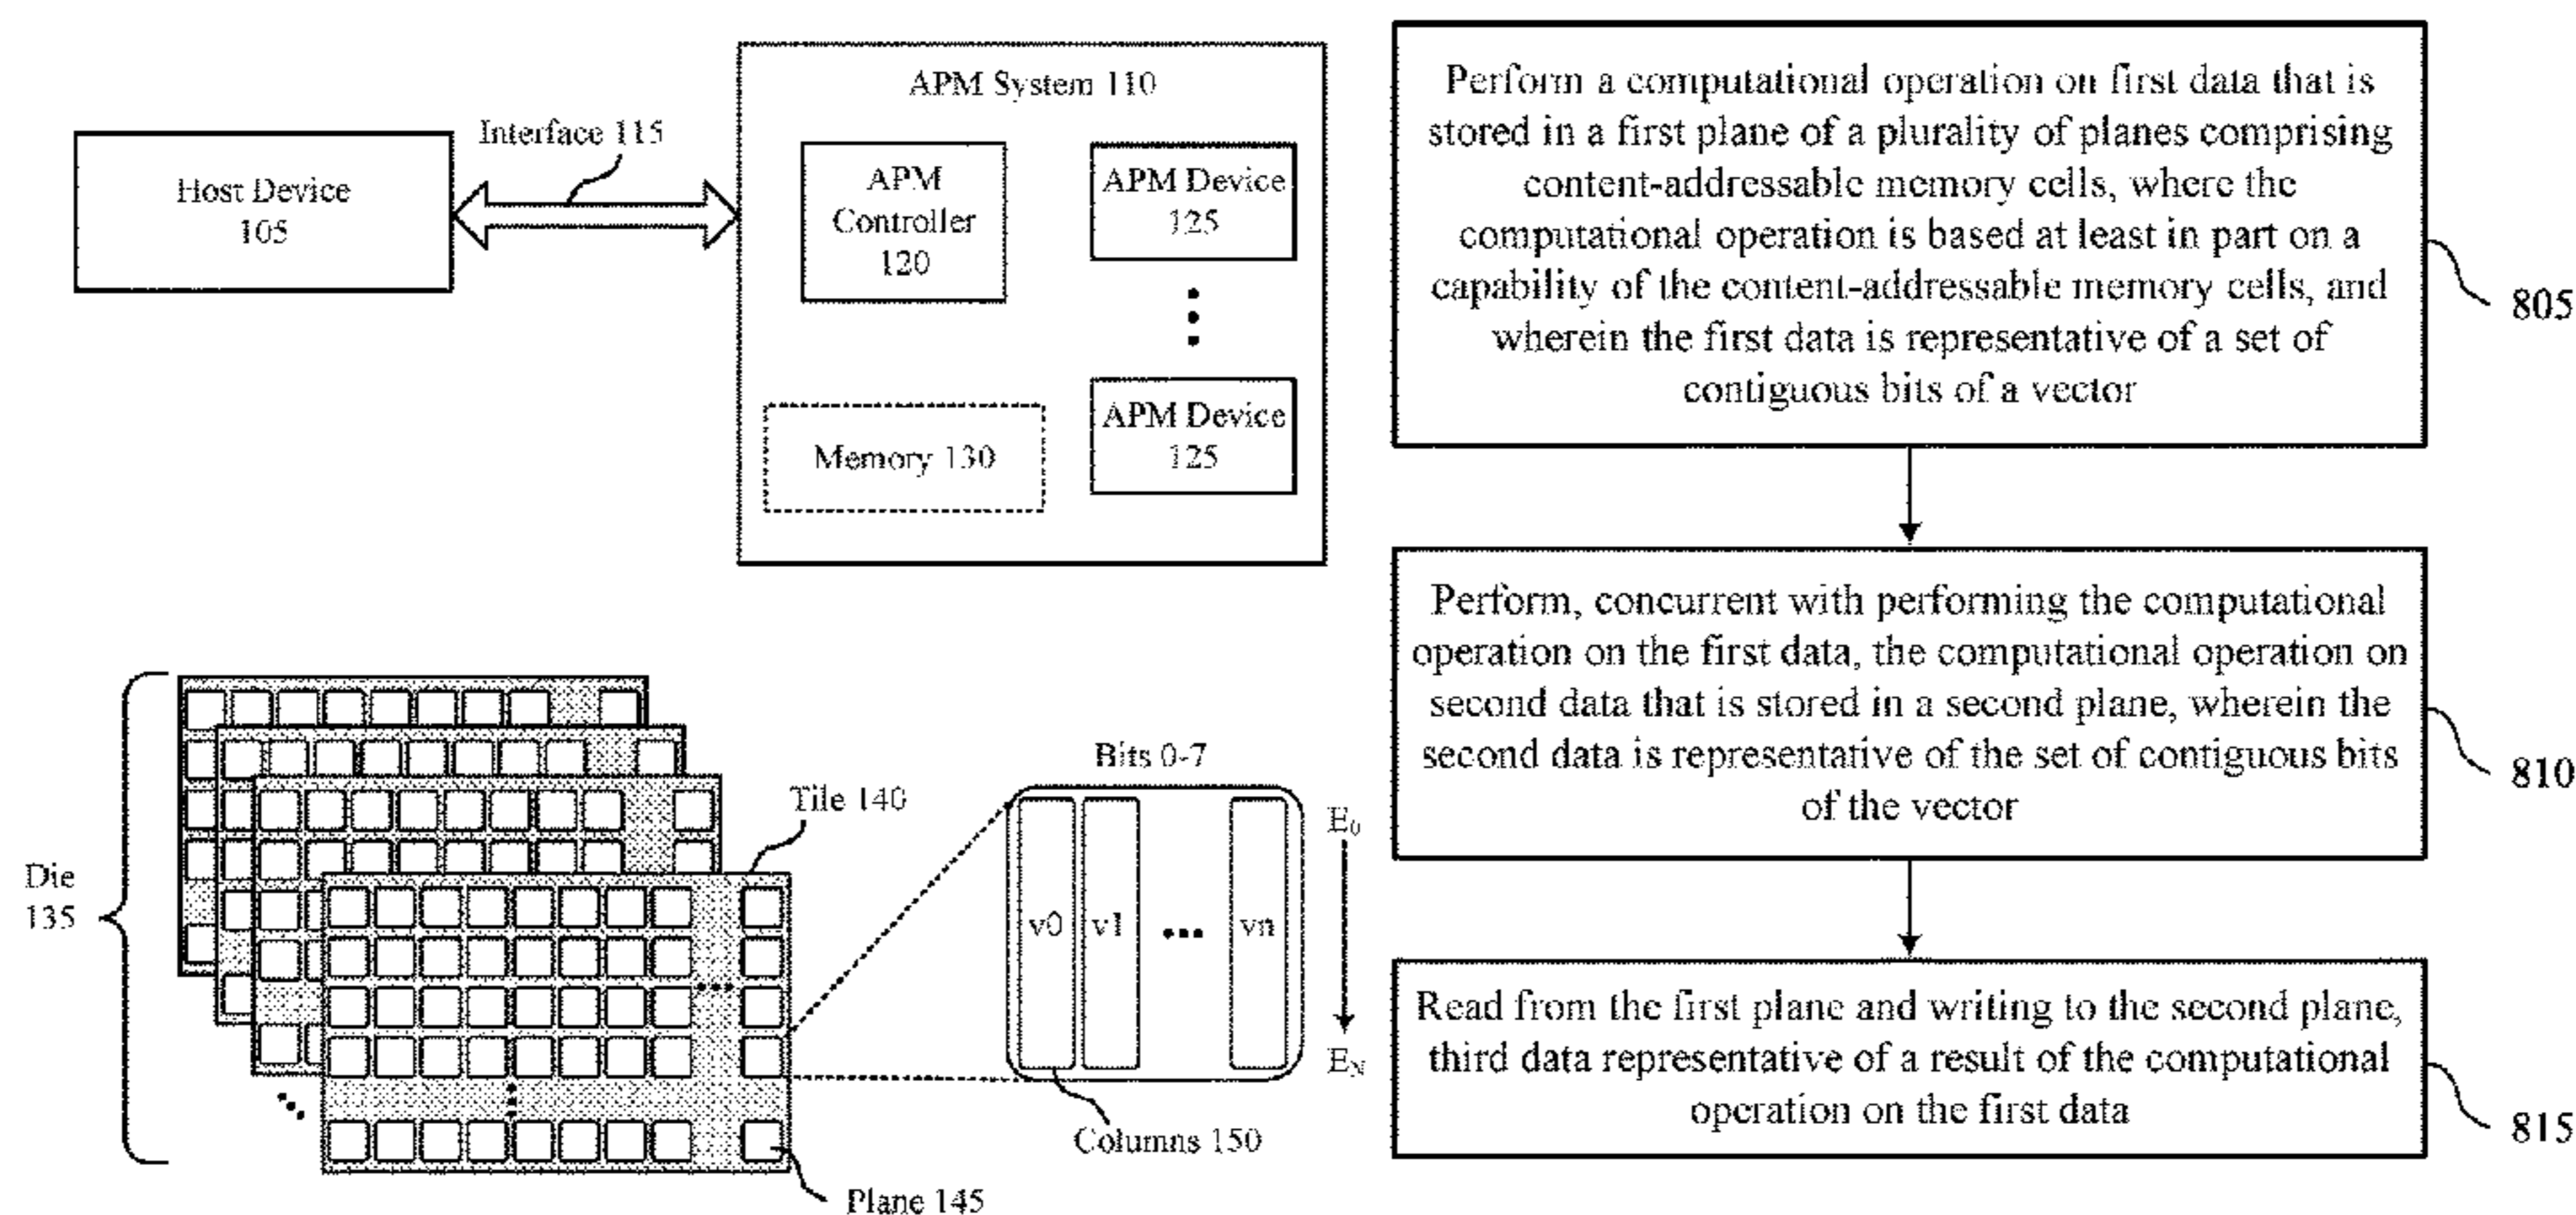 APM System 110
Interface 115
Host Device
105
APM
Controller
120
APM Device
125
APM Device
125
Memory 130
Die
135
Tile 140
Bits 0-7
v0
v1
vn
E0
EN
Columns 150
Plane 145
Perform a computational operation on first data that is
stored in a first plane of a plurality of planes comprising
content-addressable memory cells, where the
computational operation is based at least in part on a
capability of the content-addressable memory cells, and
wherein the first data is representative of a set of
contiguous bits of a vector
805
Perform, concurrent with performing the computational
operation on the first data, the computational operation on
second data that is stored in a second plane, wherein the
second data is representative of the set of contiguous bits
of the vector
810
Read from the first plane and writing to the second plane,
third data representative of a result of the computational
operation on the first data
815